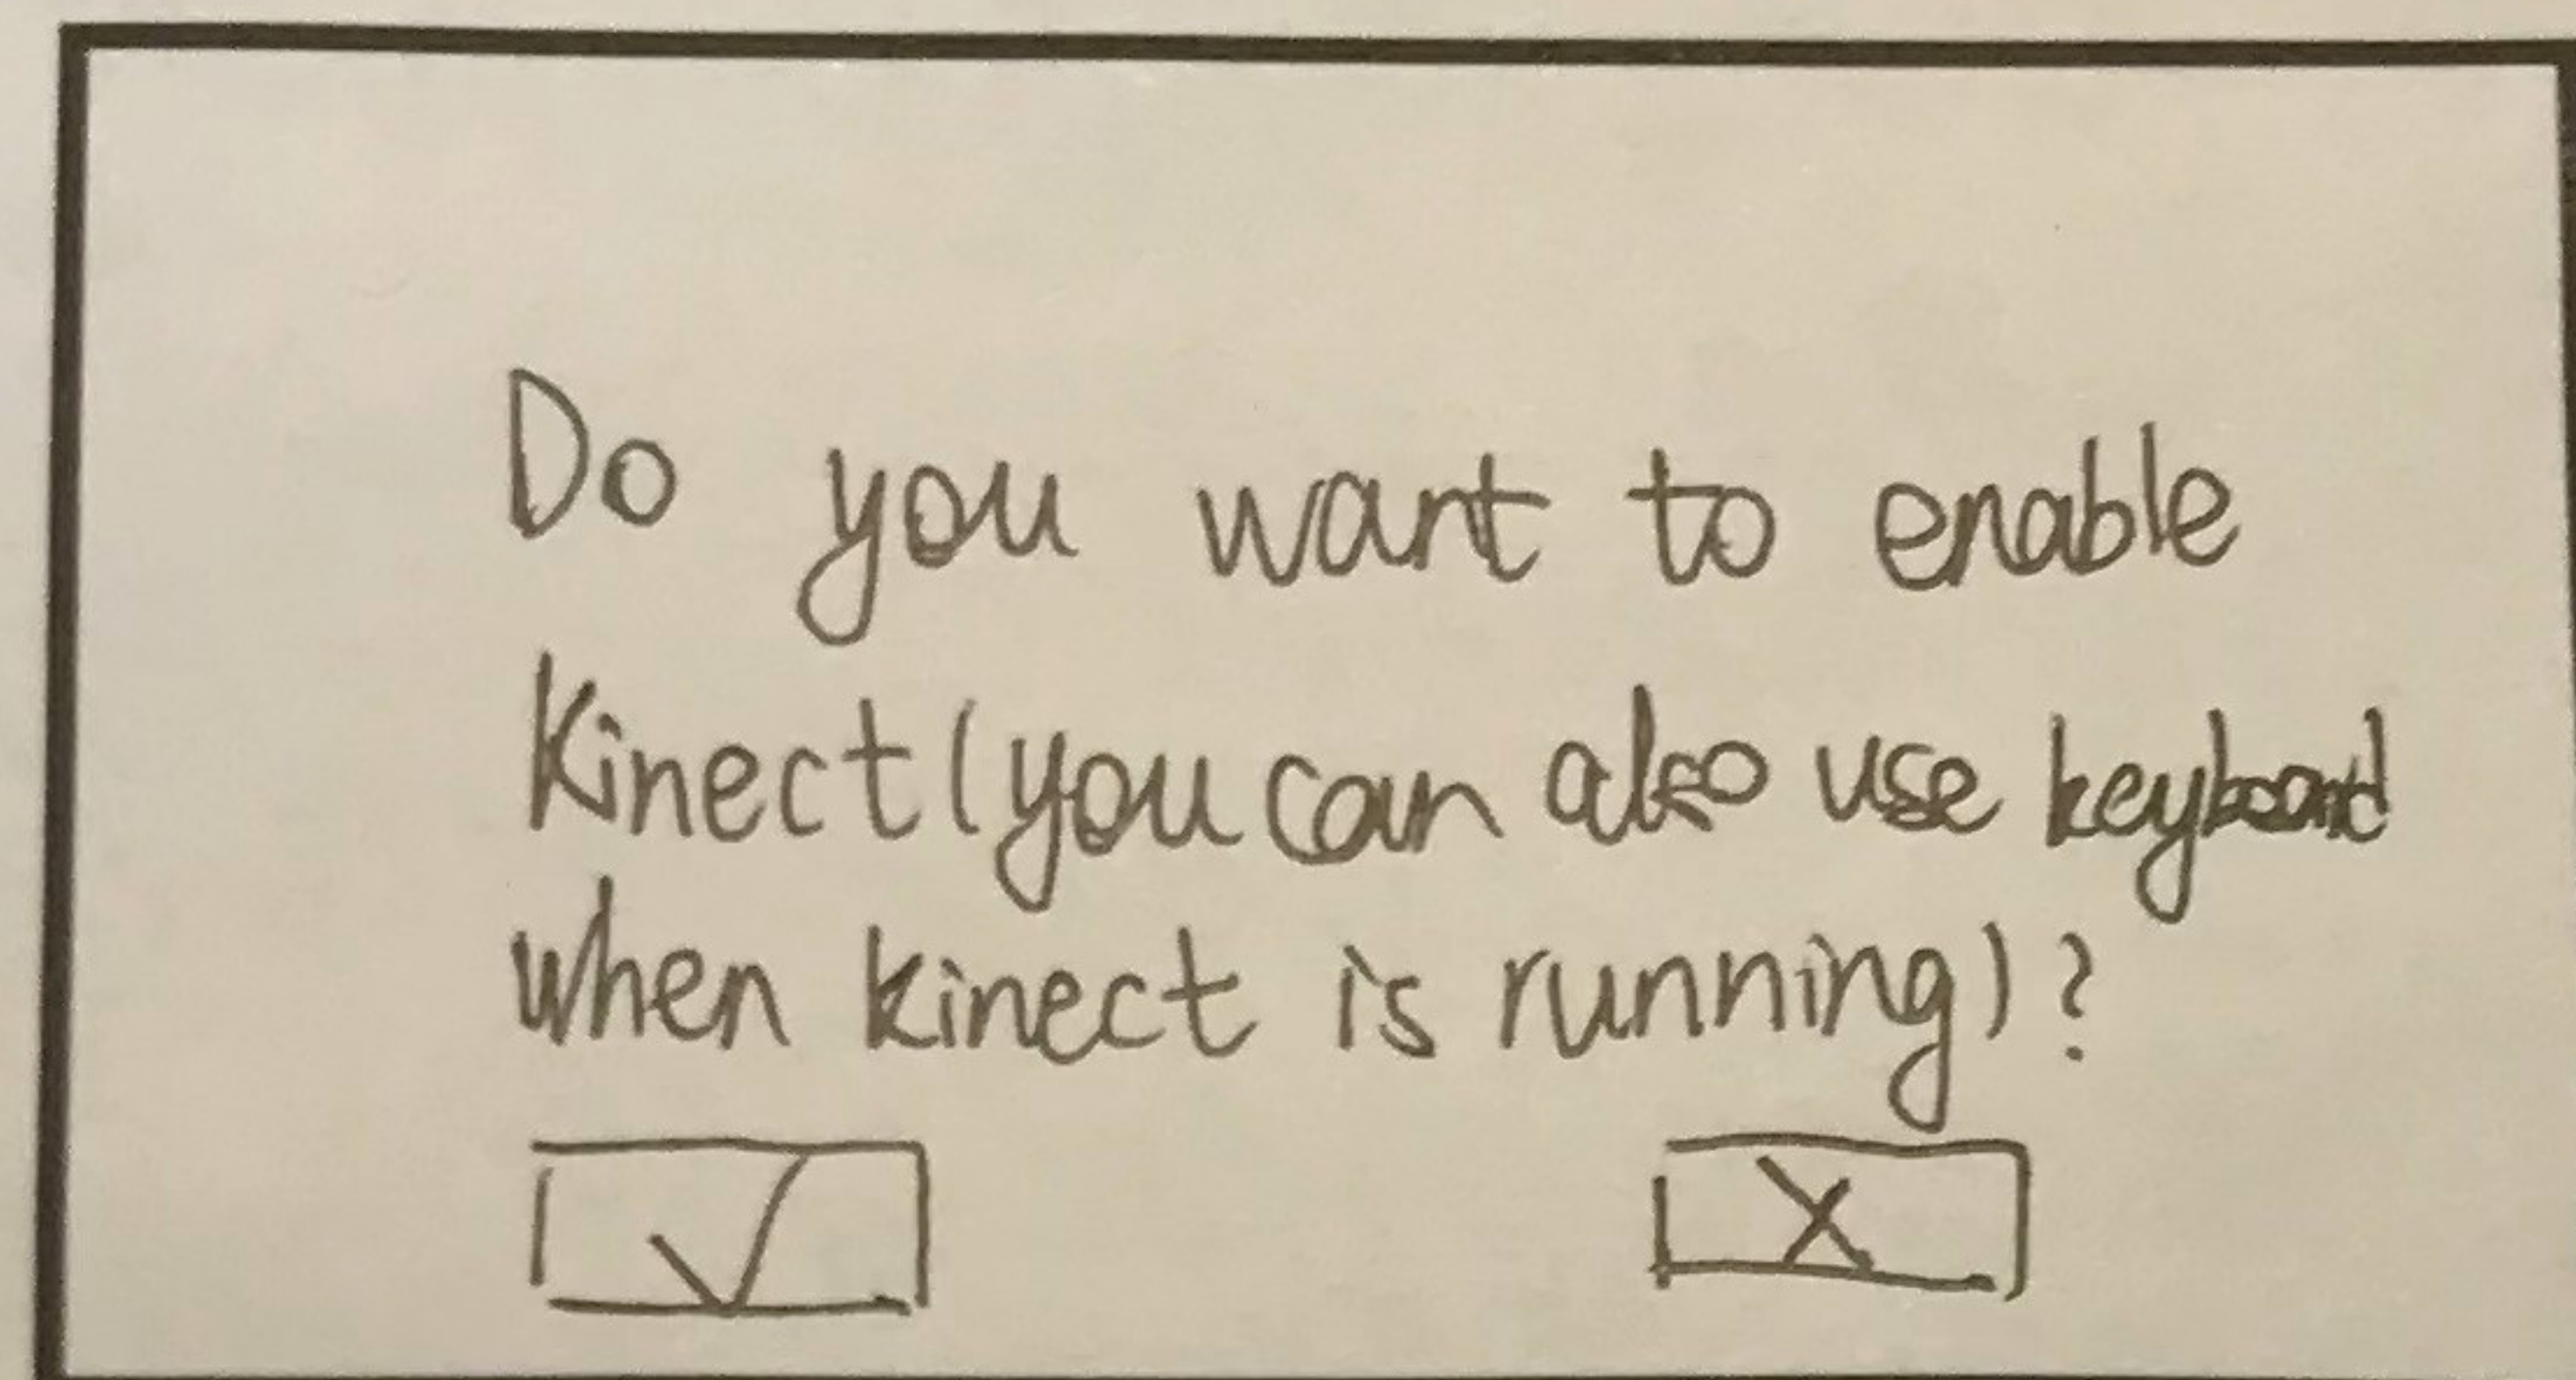 Do you want to enable
Kinect (you can also use keyboard
when kinect is running) ?